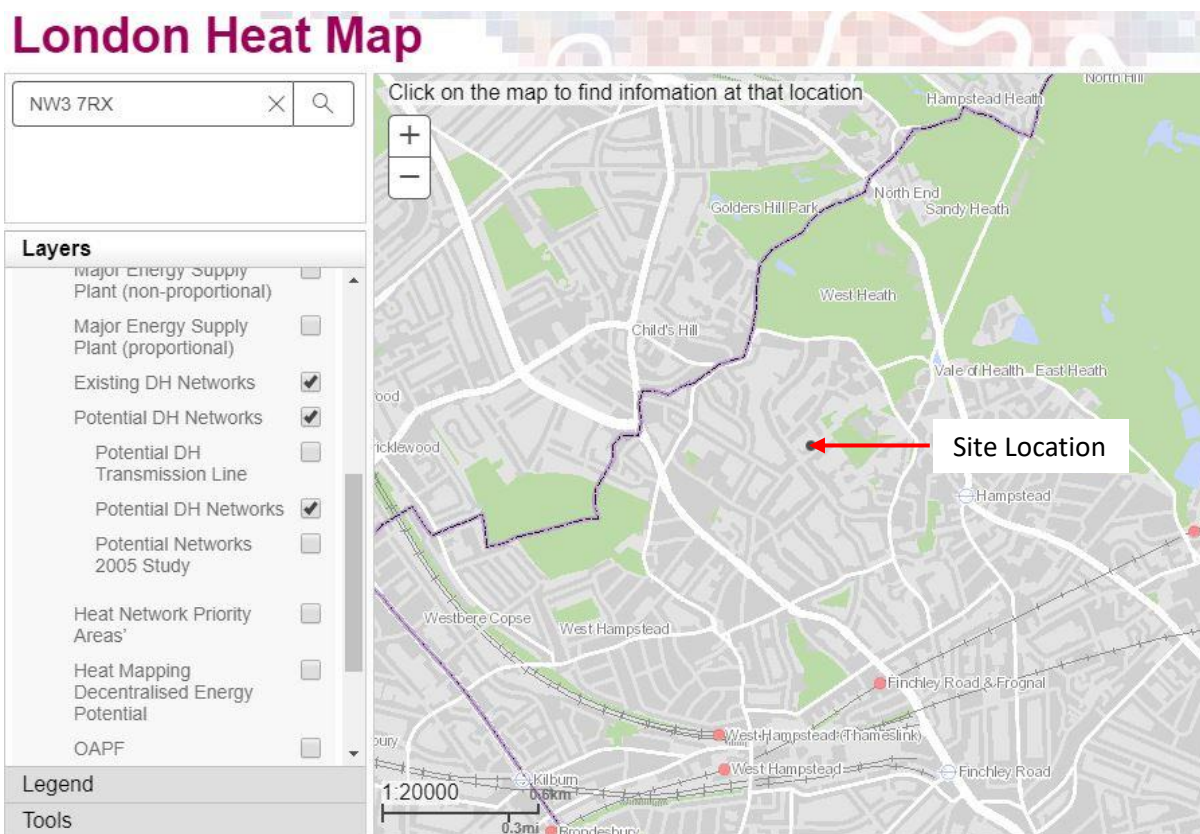 London Heat Map
NW3 7RX
Layers
Major Energy Supply
Plant (non-proportional)
Major Energy Supply
Plant (proportional)
Existing DH Networks
Potential DH Networks
Potential DH
Transmission Line
Potential DH Networks
Potential Networks
2005 Study
Heat Network Priority
Areas'
Heat Mapping
Decentralised Energy
Potential
OAPF
Legend
Tools
Click on the map to find infomation at that location
+
−
North Hill
Hampstead Heath
North End
Golders Hill Park
Sandy Heath
West Heath
Child's Hill
Vale of Health
East Heath
ood
icklewood
Site Location
Hampstead
Westbere Copse
West Hampstead
Finchley Road & Frognal
West Hampstead (Thameslink)
bury
West Hampstead
Finchley Road
Kilburn
1:20000
0.6km
0.3mi
Brondesbury